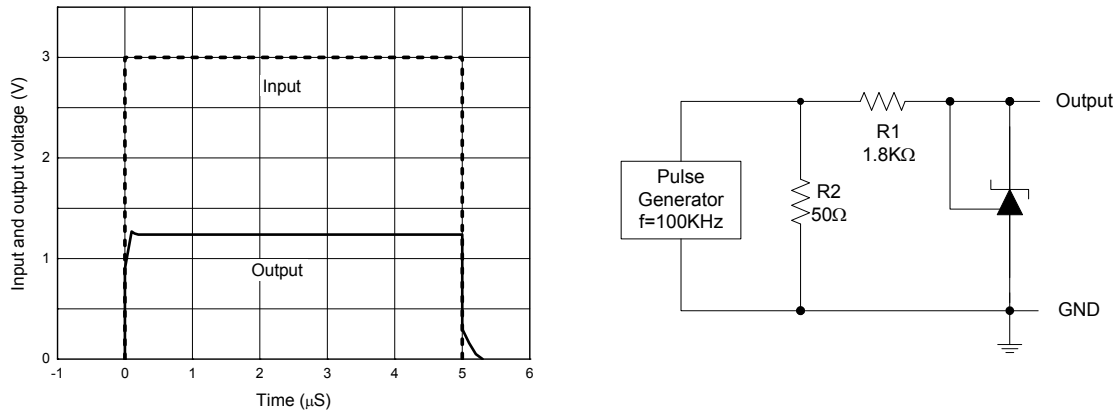 Input and output voltage (V)
3
2
1
0
Input
Output
-1 0 1 2 3 4 5 6
Time (μS)
Pulse
Generator
f=100KHz
R2
50Ω
R1
1.8KΩ
Output
GND